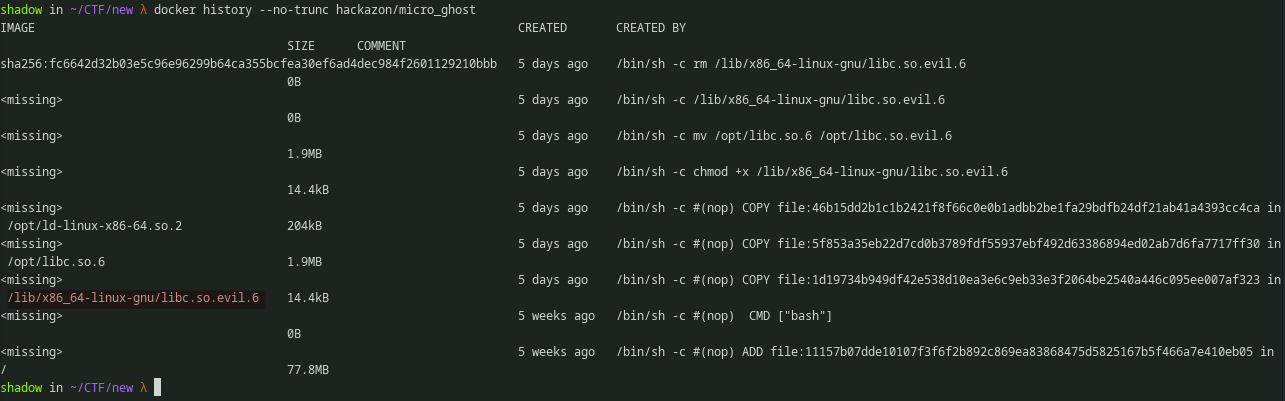 shadow in ~/CTF/new λ docker history --no-trunc hackazon/micro_ghost
IMAGE CREATED CREATED BY
SIZE COMMENT
sha256:fc6642d32b03e5c96e96299b64ca355bcfea30ef6ad4dec984f2601129210bbb 5 days ago /bin/sh -c rm /lib/x86_64-linux-gnu/libc.so.evil.6
0B
<missing> 5 days ago /bin/sh -c /lib/x86_64-linux-gnu/libc.so.evil.6
0B
<missing> 5 days ago /bin/sh -c mv /opt/libc.so.6 /opt/libc.so.evil.6
1.9MB
<missing> 5 days ago /bin/sh -c chmod +x /lib/x86_64-linux-gnu/libc.so.evil.6
14.4kB
<missing> 5 days ago /bin/sh -c #(nop) COPY file:46b15dd2b1c1b2421f8f66c0e0b1adbb2be1fa29bdfb24df21ab41a4393cc4ca in
/opt/ld-linux-x86-64.so.2 204kB
<missing> 5 days ago /bin/sh -c #(nop) COPY file:5f853a35eb22d7cd0b3789fdf55937ebf492d63386894ed02ab7d6fa7717ff30 in
/opt/libc.so.6 1.9MB
<missing> 5 days ago /bin/sh -c #(nop) COPY file:1d19734b949df42e538d10ea3e6c9eb33e3f2064be2540a446c095ee007af323 in
/lib/x86_64-linux-gnu/libc.so.evil.6 14.4kB
<missing> 5 weeks ago /bin/sh -c #(nop) CMD ["bash"]
0B
<missing> 5 weeks ago /bin/sh -c #(nop) ADD file:11157b07dde10107f3f6f2b892c869ea83868475d5825167b5f466a7e410eb05 in
/ 77.8MB
shadow in ~/CTF/new λ